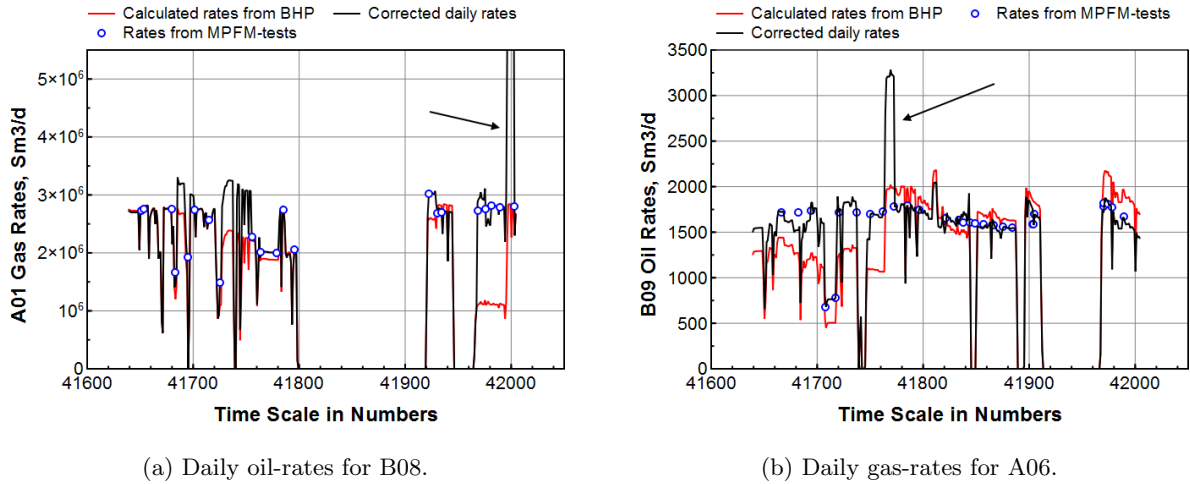 Calculated rates from BHP
Corrected daily rates
Rates from MPFM-tests
A01 Gas Rates, Sm3/d
5×10⁶
4×10⁶
3×10⁶
2×10⁶
1×10⁶
0
41600 41700 41800 41900 42000
Time Scale in Numbers
(a) Daily oil-rates for B08.
Calculated rates from BHP
Rates from MPFM-tests
Corrected daily rates
B09 Oil Rates, Sm3/d
3500
3000
2500
2000
1500
1000
500
0
41600 41700 41800 41900 42000
Time Scale in Numbers
(b) Daily gas-rates for A06.